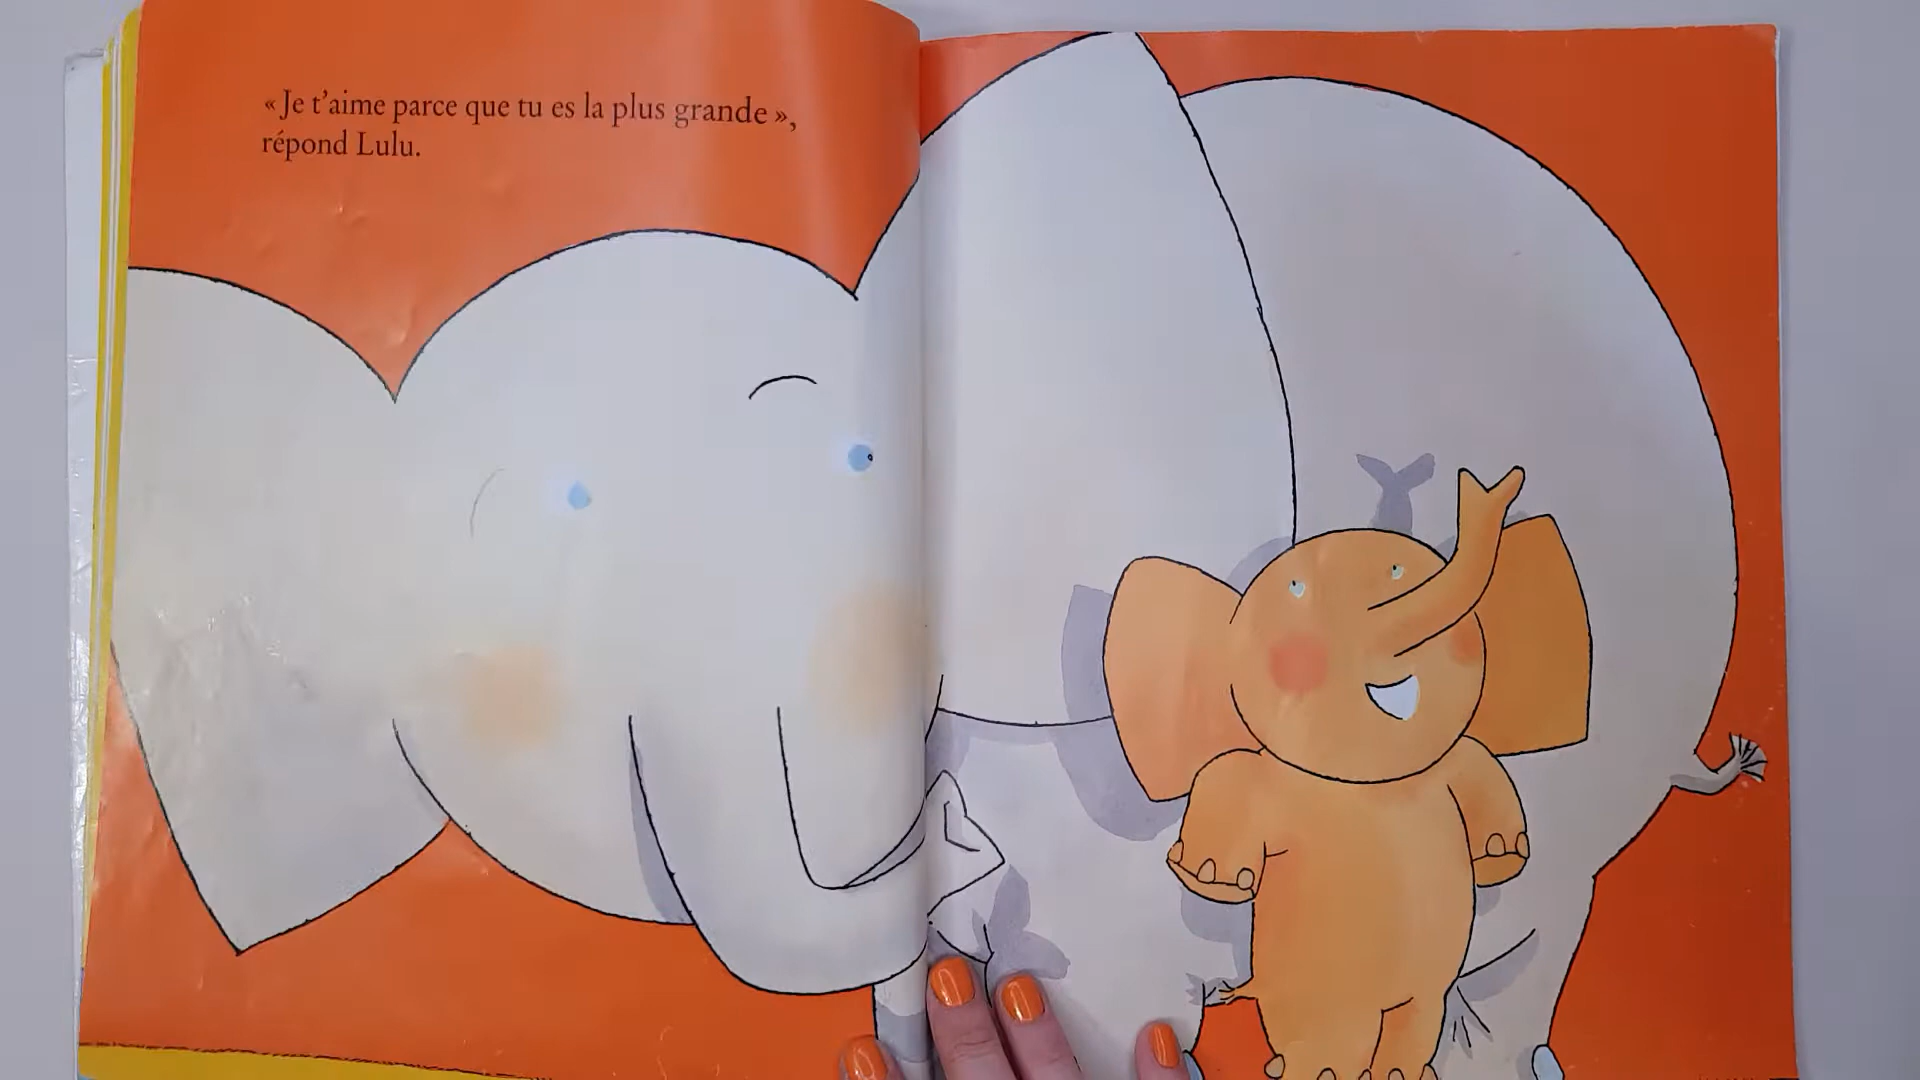 « Je t’aime parce que tu es la plus grande »,
répond Lulu.